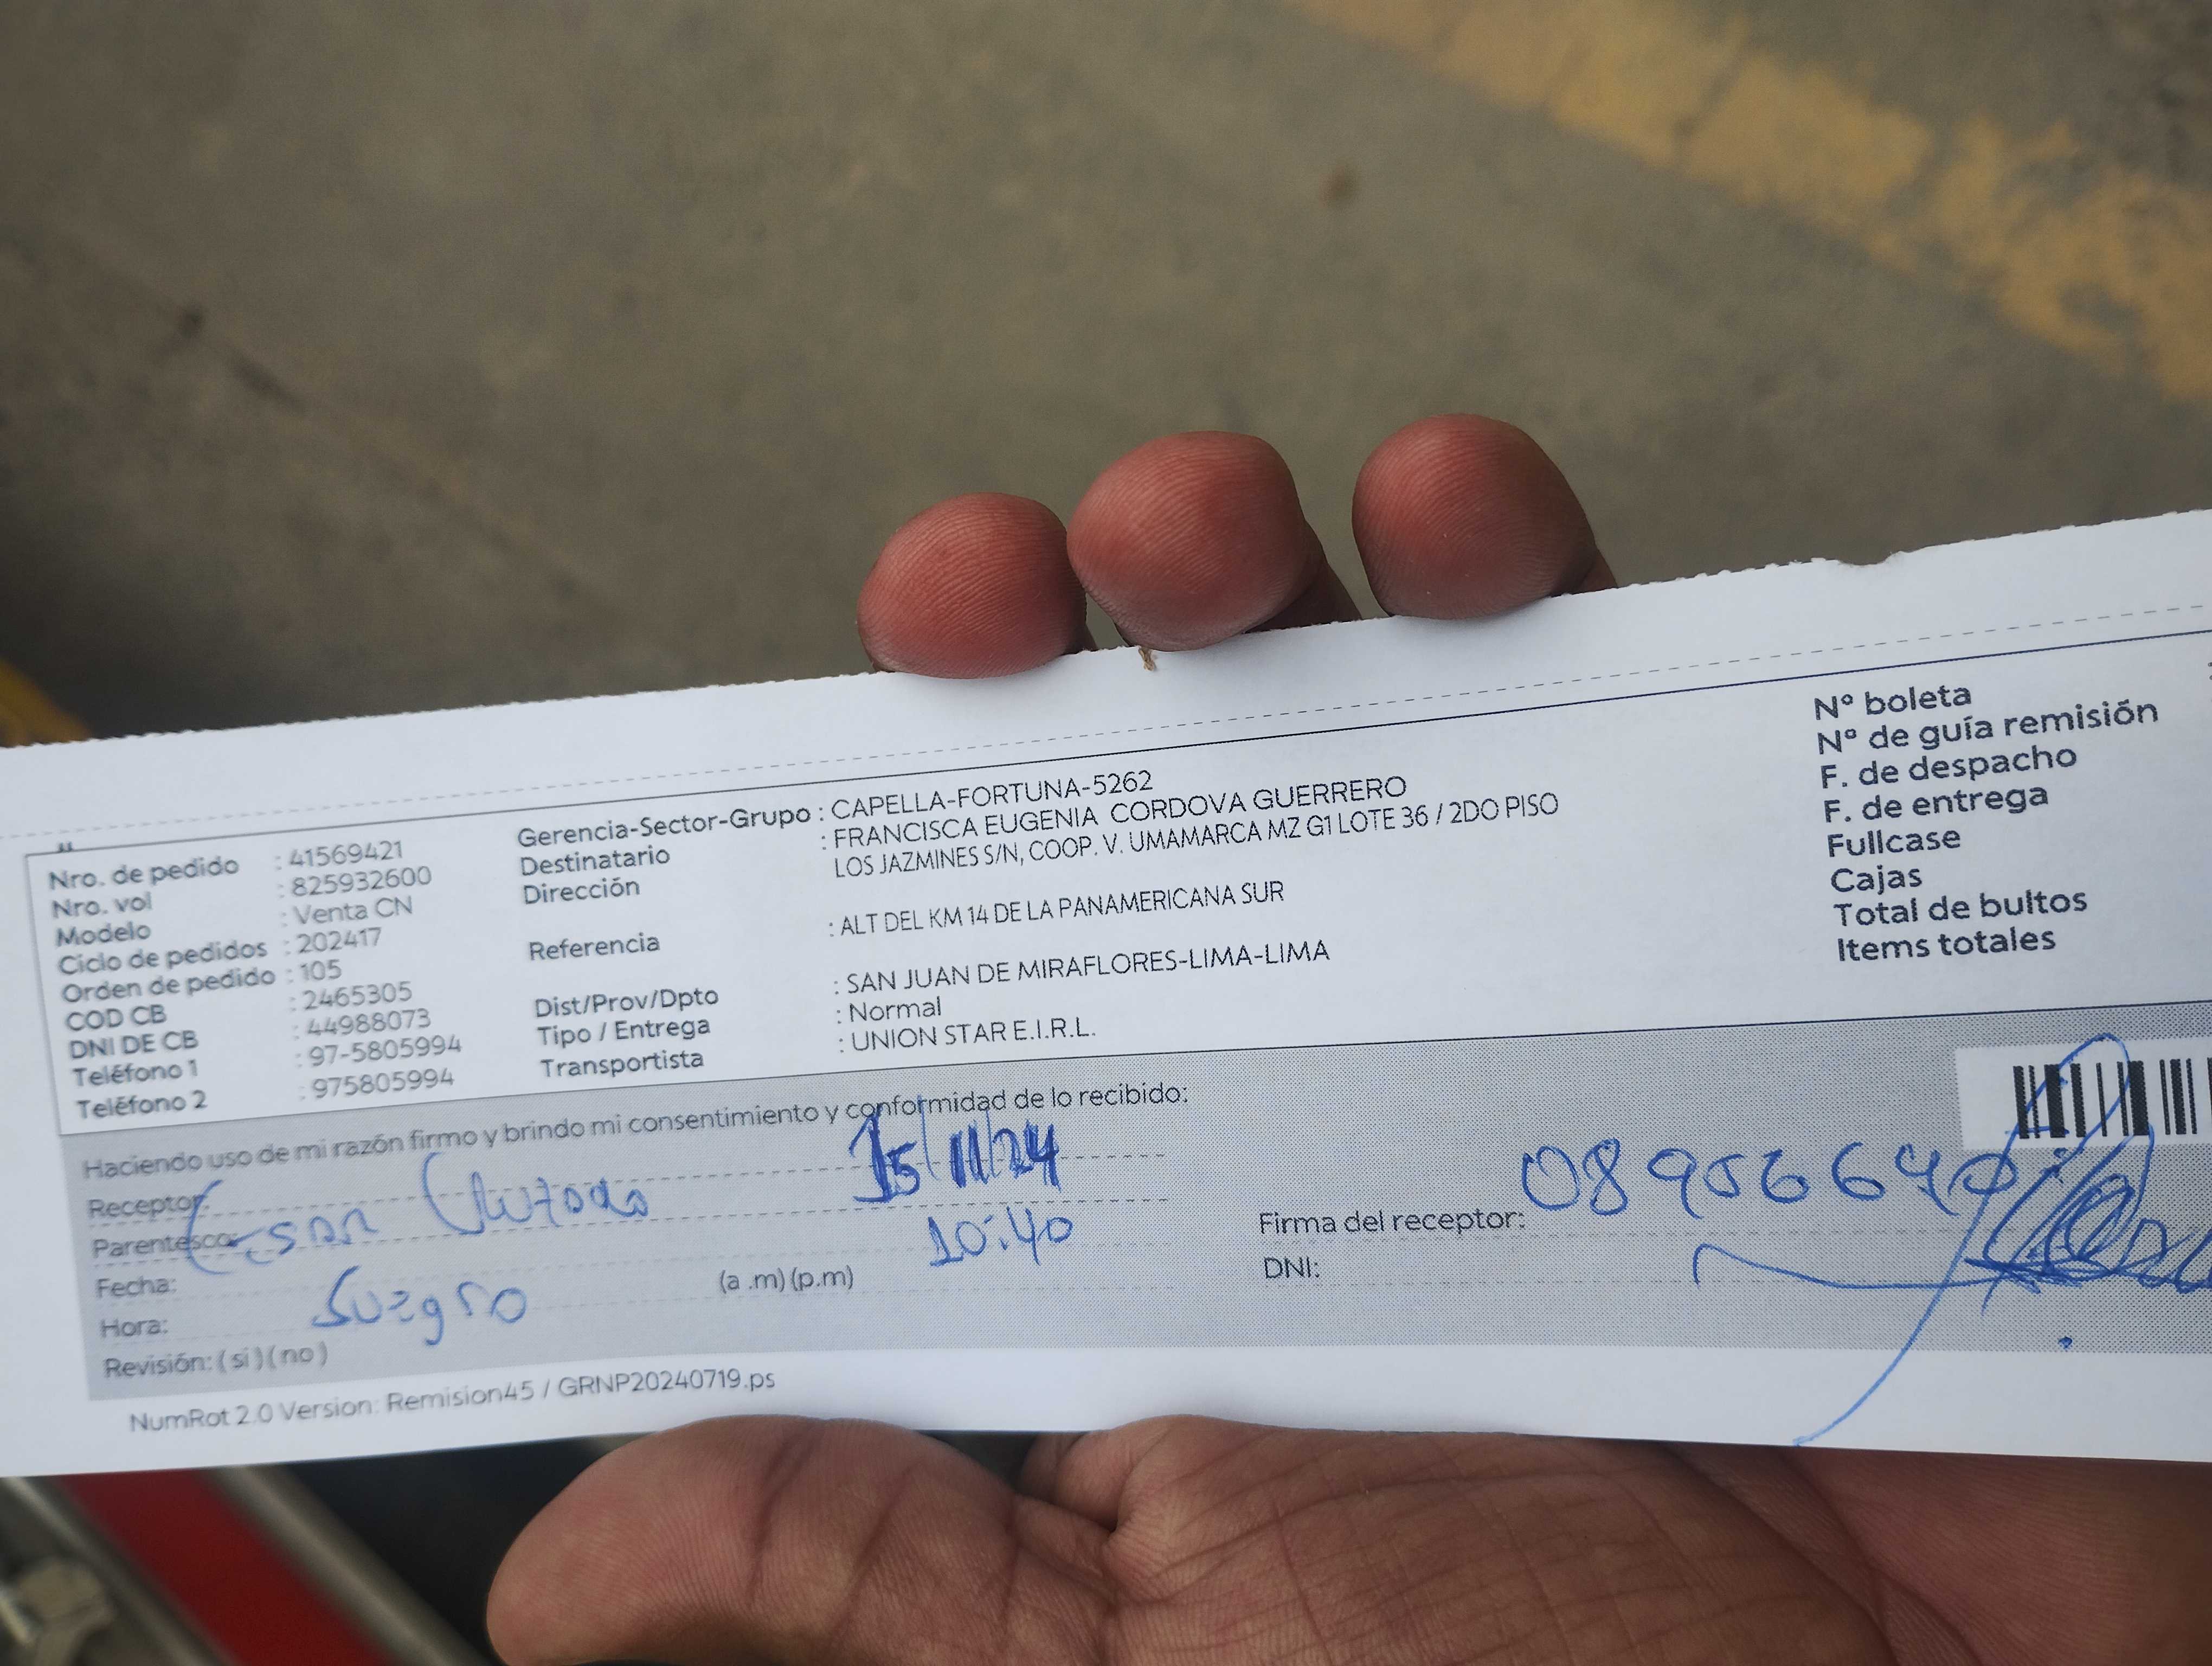 Nro. de pedido : 41569421
Nro. vol : 825932600
Modelo : Venta CN
Ciclo de pedidos : 202417
Orden de pedido : 105
COD CB : 2465305
DNI DE CB : 44988073
Teléfono 1 : 97-5805994
Teléfono 2 : 975805994
Gerencia-Sector-Grupo : CAPELLA-FORTUNA-5262
Destinatario : FRANCISCA EUGENIA CORDOVA GUERRERO
Dirección LOS JAZMINES S/N, COOP. V. UMAMARCA MZ G1 LOTE 36 / 2DO PISO
Referencia : ALT DEL KM 14 DE LA PANAMERICANA SUR
Dist/Prov/Dpto : SAN JUAN DE MIRAFLORES-LIMA-LIMA
Tipo / Entrega : Normal
Transportista : UNION STAR E.I.R.L.
Nº boleta
Nº de guía remisión
F. de despacho
F. de entrega
Fullcase
Cajas
Total de bultos
Items totales
Haciendo uso de mi razón firmo y brindo mi consentimiento y conformidad de lo recibido:
Receptor: 15/11/24
Parentesco: 10:40
Fecha: Suegro (a .m) (p.m)
Hora:
Revisión: ( si ) ( no )
Firma del receptor:
DNI:
NumRot 2.0 Version: Remision45 / GRNP20240719.ps